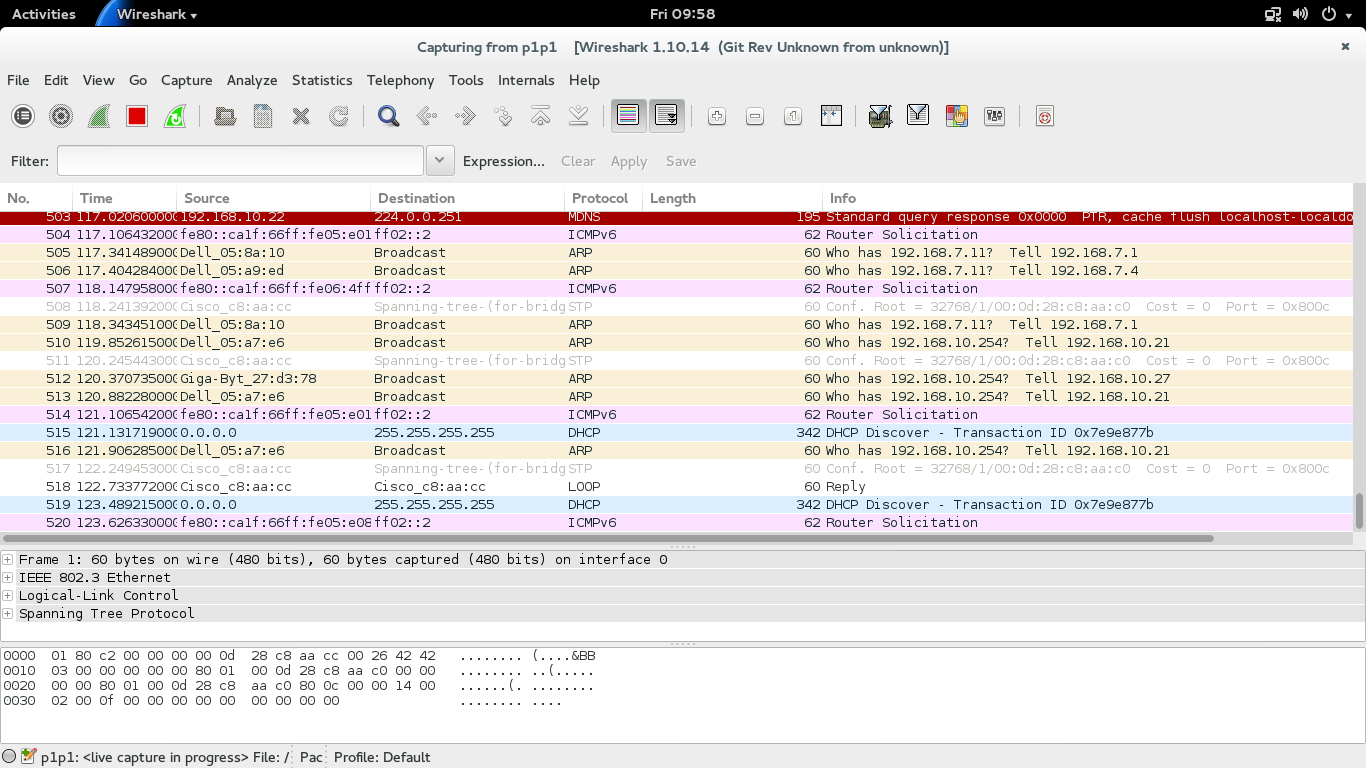 Activities Wireshark Fri 09:58
Capturing from p1p1 [Wireshark 1.10.14 (Git Rev Unknown from unknown)]
File Edit View Go Capture Analyze Statistics Telephony Tools Internals Help
Filter: Expression... Clear Apply Save
No. Time Source Destination Protocol Length Info
503 117.020600000 192.168.10.22 224.0.0.251 MDNS 195 Standard query response 0x0000 PTR, cache flush localhost-localdo
504 117.106432000 fe80::ca1f:66ff:fe05:e01 ff02::2 ICMPv6 62 Router Solicitation
505 117.341489000 Dell_05:8a:10 Broadcast ARP 60 Who has 192.168.7.11? Tell 192.168.7.1
506 117.404284000 Dell_05:a9:ed Broadcast ARP 60 Who has 192.168.7.11? Tell 192.168.7.4
507 118.147958000 fe80::ca1f:66ff:fe06:4ff ff02::2 ICMPv6 62 Router Solicitation
508 118.241392000 Cisco_c8:aa:cc Spanning-tree-(for-bridg STP 60 Conf. Root = 32768/1/00:0d:28:c8:aa:c0 Cost = 0 Port = 0x800c
509 118.343451000 Dell_05:8a:10 Broadcast ARP 60 Who has 192.168.7.11? Tell 192.168.7.1
510 119.852615000 Dell_05:a7:e6 Broadcast ARP 60 Who has 192.168.10.254? Tell 192.168.10.21
511 120.245443000 Cisco_c8:aa:cc Spanning-tree-(for-bridg STP 60 Conf. Root = 32768/1/00:0d:28:c8:aa:c0 Cost = 0 Port = 0x800c
512 120.370735000 Giga-Byt_27:d3:78 Broadcast ARP 60 Who has 192.168.10.254? Tell 192.168.10.27
513 120.882280000 Dell_05:a7:e6 Broadcast ARP 60 Who has 192.168.10.254? Tell 192.168.10.21
514 121.106542000 fe80::ca1f:66ff:fe05:e01 ff02::2 ICMPv6 62 Router Solicitation
515 121.131719000 0.0.0.0 255.255.255.255 DHCP 342 DHCP Discover - Transaction ID 0x7e9e877b
516 121.906285000 Dell_05:a7:e6 Broadcast ARP 60 Who has 192.168.10.254? Tell 192.168.10.21
517 122.249453000 Cisco_c8:aa:cc Spanning-tree-(for-bridg STP 60 Conf. Root = 32768/1/00:0d:28:c8:aa:c0 Cost = 0 Port = 0x800c
518 122.733772000 Cisco_c8:aa:cc Cisco_c8:aa:cc LOOP 60 Reply
519 123.489215000 0.0.0.0 255.255.255.255 DHCP 342 DHCP Discover - Transaction ID 0x7e9e877b
520 123.626330000 fe80::ca1f:66ff:fe05:e08 ff02::2 ICMPv6 62 Router Solicitation
Frame 1: 60 bytes on wire (480 bits), 60 bytes captured (480 bits) on interface 0
IEEE 802.3 Ethernet
Logical-Link Control
Spanning Tree Protocol
0000 01 80 c2 00 00 00 00 0d 28 c8 aa cc 00 26 42 42 ........ (....&BB
0010 03 00 00 00 00 00 80 01 00 0d 28 c8 aa c0 00 00 ........ ..(.....
0020 00 00 80 01 00 0d 28 c8 aa c0 80 0c 00 00 14 00 ......(. ........
0030 02 00 0f 00 00 00 00 00 00 00 00 00 ........ ....
p1p1: <live capture in progress> File: / Pac Profile: Default